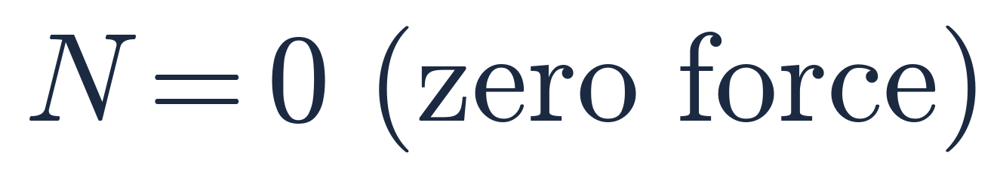 N = 0 (zero force)